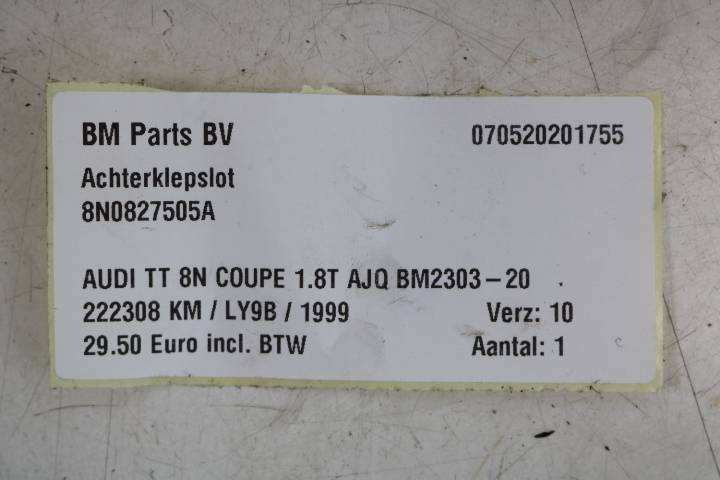 BM Parts BV 070520201755
Achterklepslot
8N0827505A
AUDI TT 8N COUPE 1.8T AJQ BM2303-20
222308 KM / LY9B / 1999 Verz: 10
29.50 Euro incl. BTW Aantal: 1